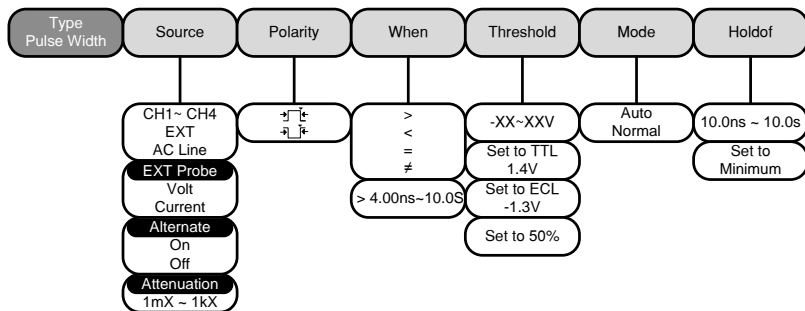 Type
Pulse Width
Source
Polarity
When
Threshold
Mode
Holdof
CH1~ CH4
EXT
AC Line
EXT Probe
Volt
Current
Alternate
On
Off
Attenuation
1mX ~ 1kX
>
<
=
≠
> 4.00ns~10.0S
-XX~XXV
Set to TTL
1.4V
Set to ECL
-1.3V
Set to 50%
Auto
Normal
10.0ns ~ 10.0s
Set to
Minimum